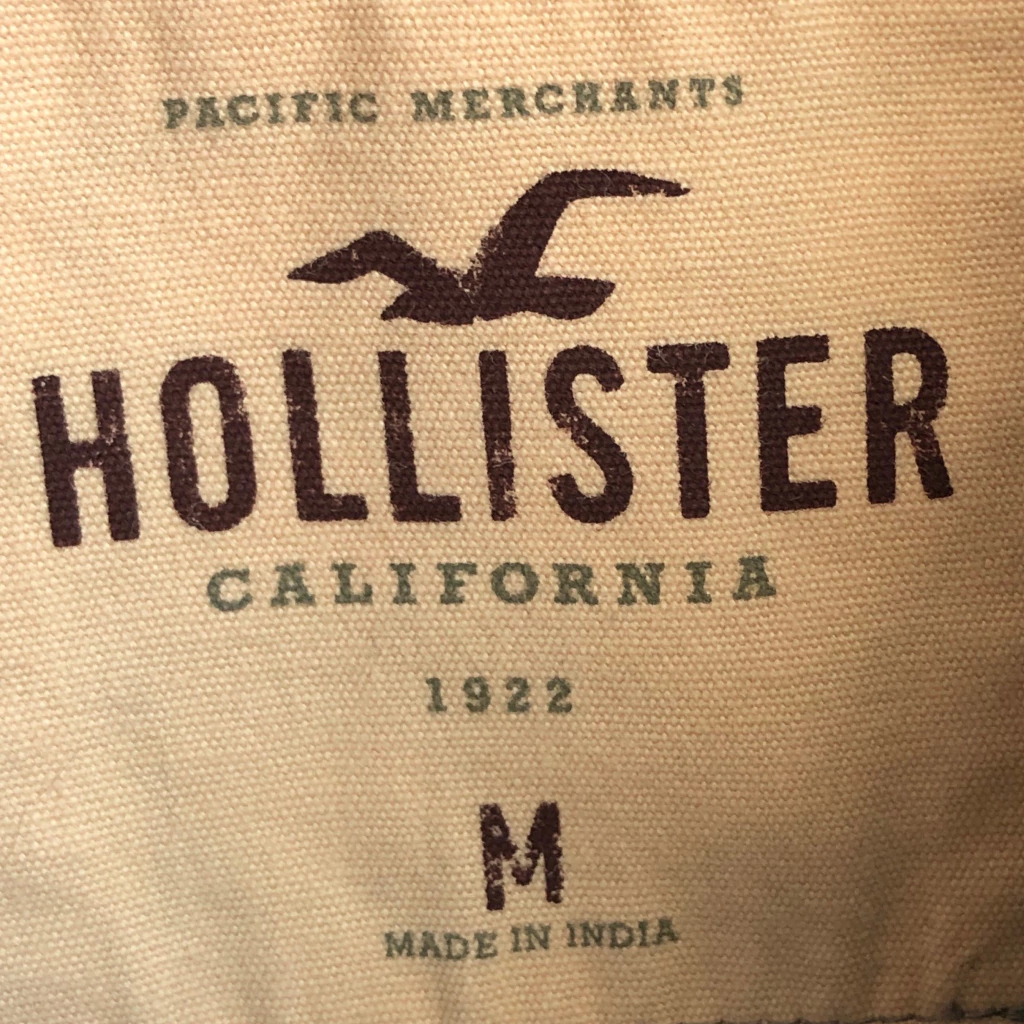 PACIFIC MERCHANTS
HOLLISTER
CALIFORNIA
1922
M
MADE IN INDIA